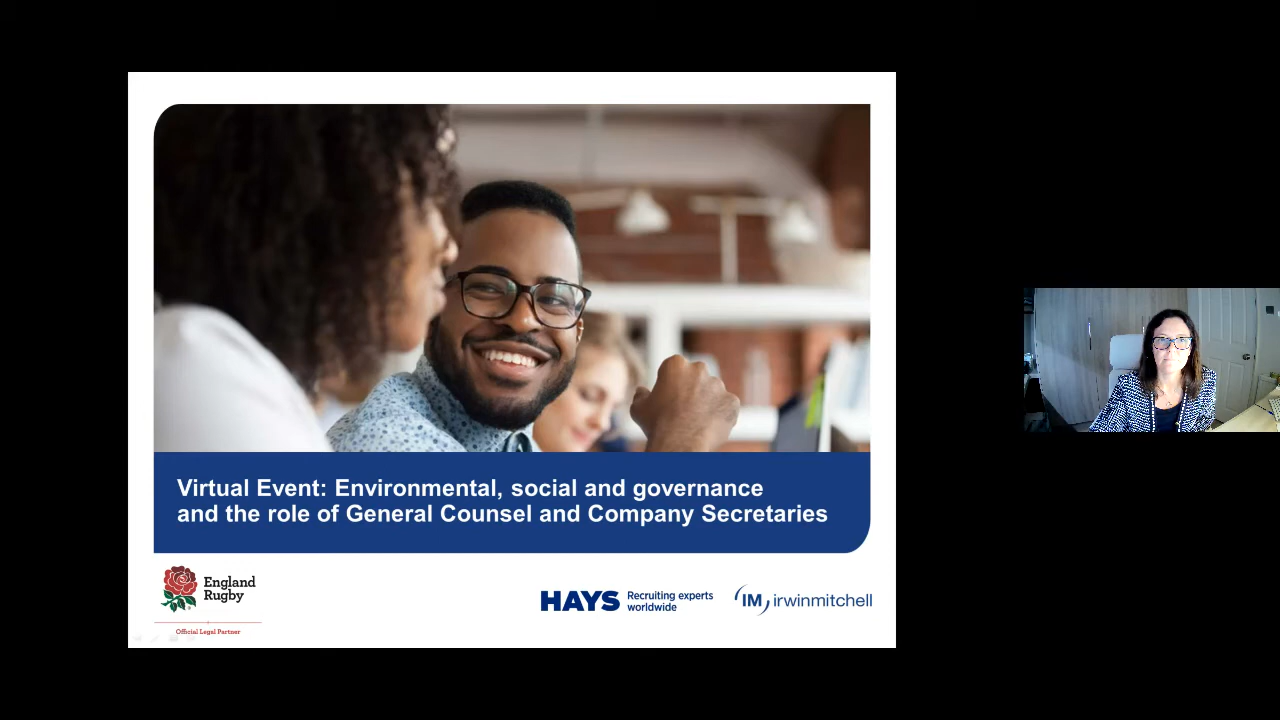 Virtual Event: Environmental, social and governance
and the role of General Counsel and Company Secretaries
England
Rugby
Official Legal Partner
HAYS Recruiting experts
worldwide
IM irwinmitchell